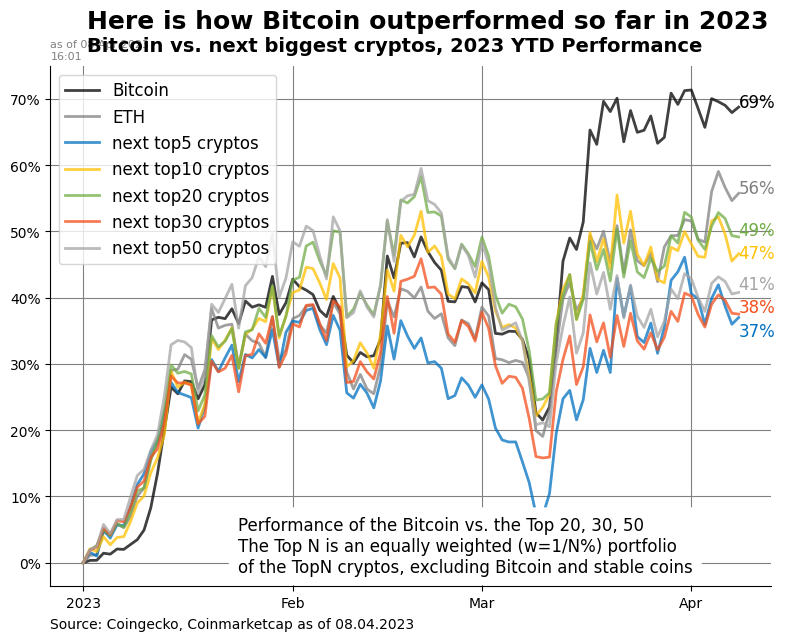 Here is how Bitcoin outperformed so far in 2023
Bitcoin vs. next biggest cryptos, 2023 YTD Performance
as of
16:01
Bitcoin
ETH
next top5 cryptos
next top10 cryptos
next top20 cryptos
next top30 cryptos
next top50 cryptos
70%
60%
50%
40%
30%
20%
10%
0%
69%
56%
49%
47%
41%
38%
37%
Performance of the Bitcoin vs. the Top 20, 30, 50
The Top N is an equally weighted (w=1/N%) portfolio
of the TopN cryptos, excluding Bitcoin and stable coins
2023 Feb Mar Apr
Source: Coingecko, Coinmarketcap as of 08.04.2023